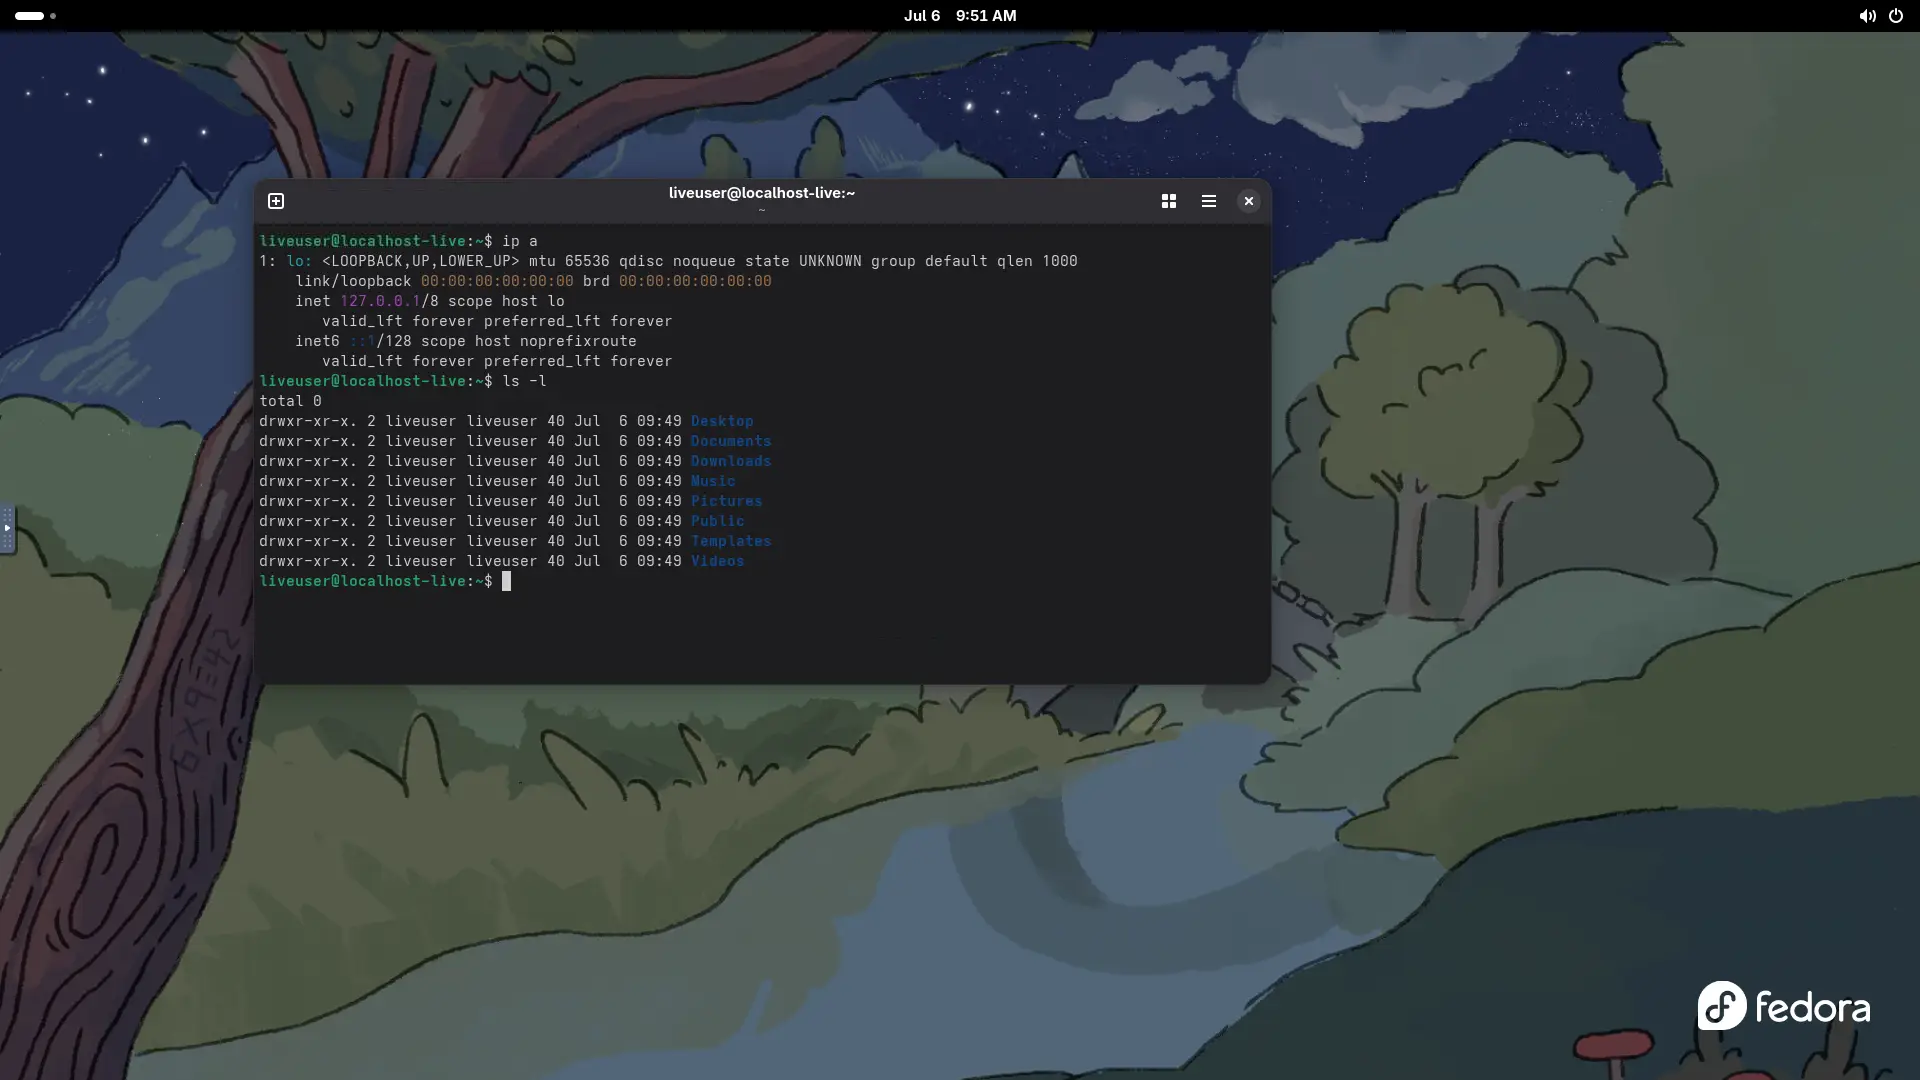 Jul 6 9:51 AM
liveuser@localhost-live:~
~
liveuser@localhost-live:~$ ip a
1: lo: <LOOPBACK,UP,LOWER_UP> mtu 65536 qdisc noqueue state UNKNOWN group default qlen 1000
    link/loopback 00:00:00:00:00:00 brd 00:00:00:00:00:00
    inet 127.0.0.1/8 scope host lo
       valid_lft forever preferred_lft forever
    inet6 ::1/128 scope host noprefixroute
       valid_lft forever preferred_lft forever
liveuser@localhost-live:~$ ls -l
total 0
drwxr-xr-x. 2 liveuser liveuser 40 Jul  6 09:49 Desktop
drwxr-xr-x. 2 liveuser liveuser 40 Jul  6 09:49 Documents
drwxr-xr-x. 2 liveuser liveuser 40 Jul  6 09:49 Downloads
drwxr-xr-x. 2 liveuser liveuser 40 Jul  6 09:49 Music
drwxr-xr-x. 2 liveuser liveuser 40 Jul  6 09:49 Pictures
drwxr-xr-x. 2 liveuser liveuser 40 Jul  6 09:49 Public
drwxr-xr-x. 2 liveuser liveuser 40 Jul  6 09:49 Templates
drwxr-xr-x. 2 liveuser liveuser 40 Jul  6 09:49 Videos
liveuser@localhost-live:~$
6X9=42
fedora